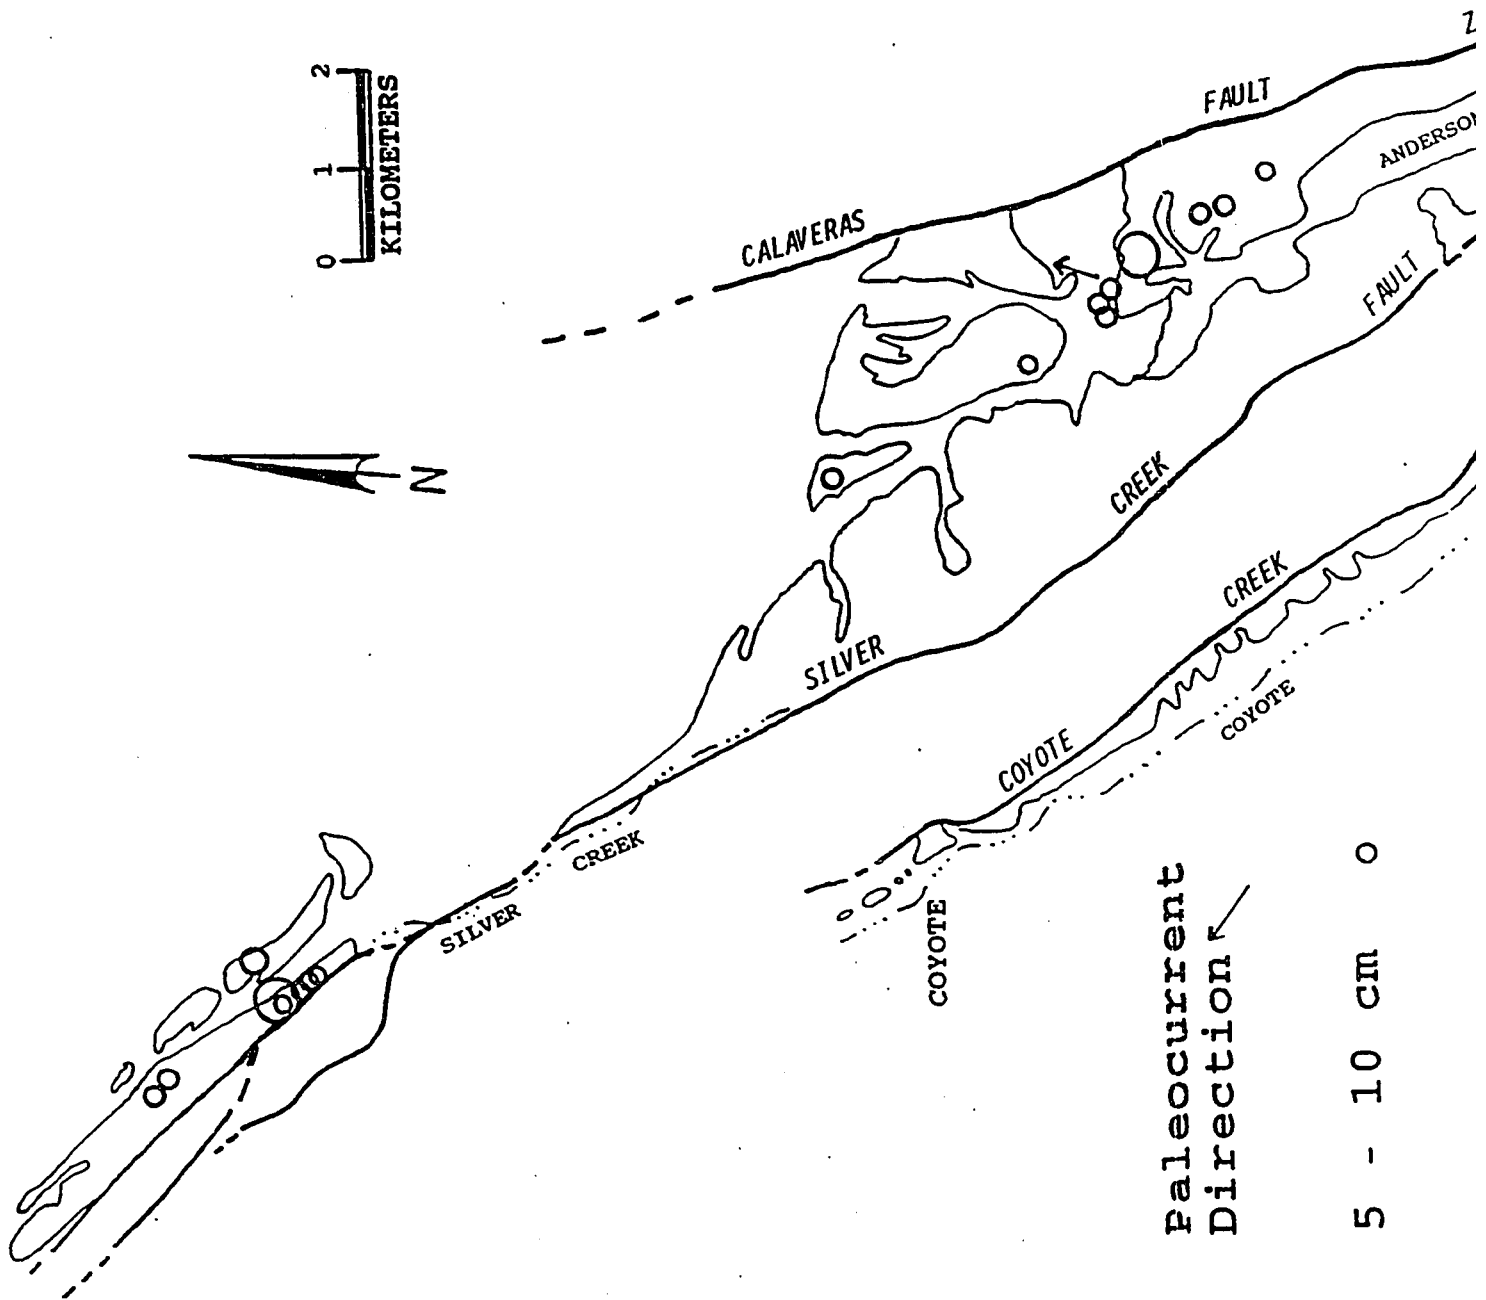 2
1
0
KILOMETERS
N
CALAVERAS
FAULT
Z
ANDERSON
SILVER
CREEK
FAULT
COYOTE
CREEK
COYOTE
COYOTE
CREEK
SILVER
Paleocurrent
Direction
5 - 10 cm